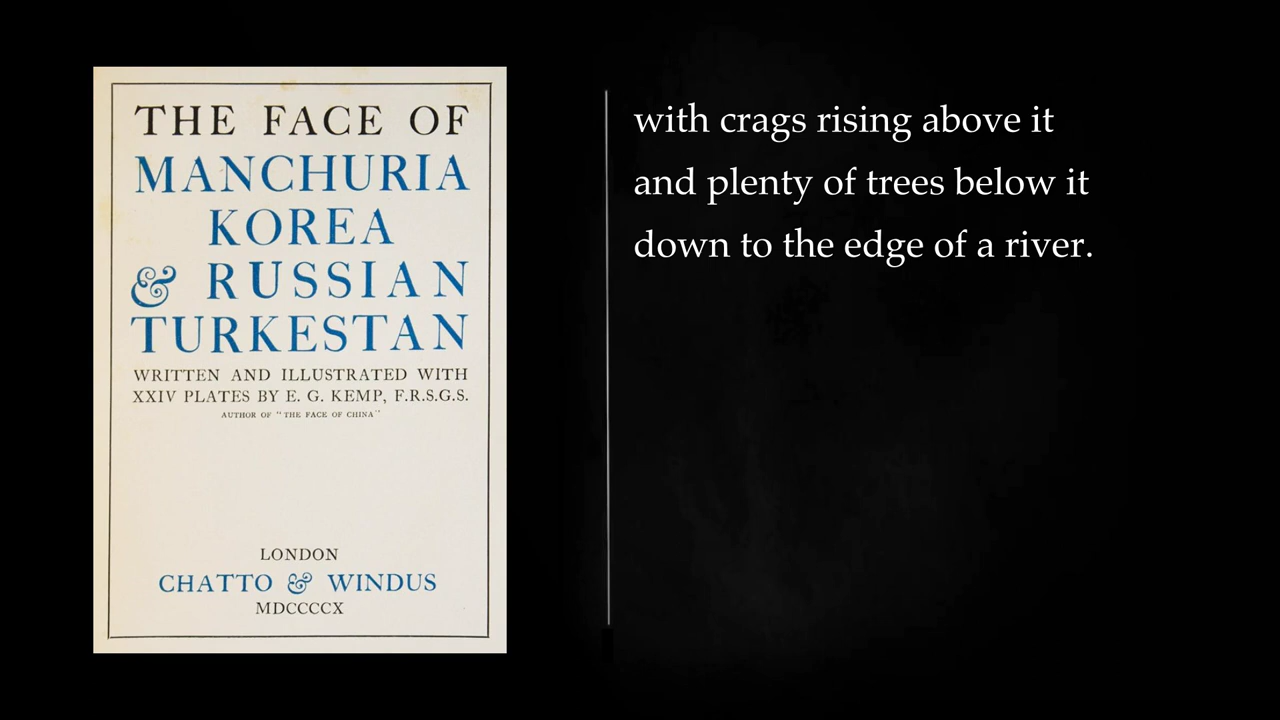 THE FACE OF
MANCHURIA
KOREA
& RUSSIAN
TURKESTAN
WRITTEN AND ILLUSTRATED WITH
XXIV PLATES BY E. G. KEMP, F.R.S.G.S.
AUTHOR OF "THE FACE OF CHINA"
LONDON
CHATTO & WINDUS
MDCCCCX
with crags rising above it
and plenty of trees below it
down to the edge of a river.